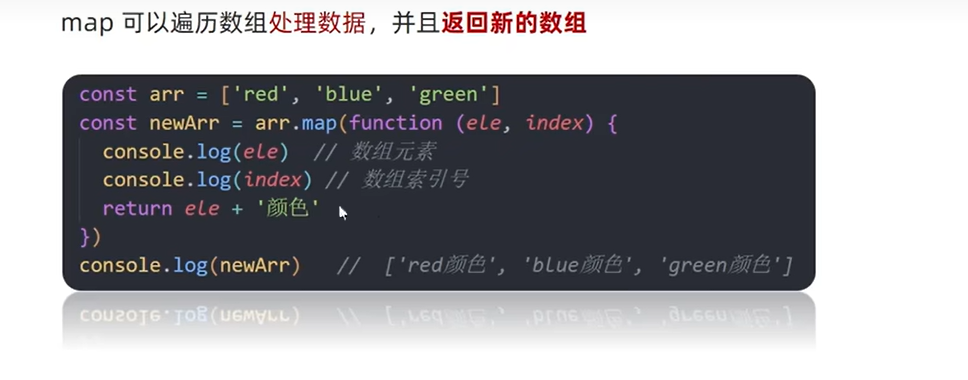 map 可以遍历数组处理数据，并且返回新的数组
const arr = ['red', 'blue', 'green']
const newArr = arr.map(function (ele, index) {
console.log(ele) // 数组元素
console.log(index) // 数组索引号
return ele + '颜色'
})
console.log(newArr) // ['red颜色', 'blue颜色', 'green颜色']